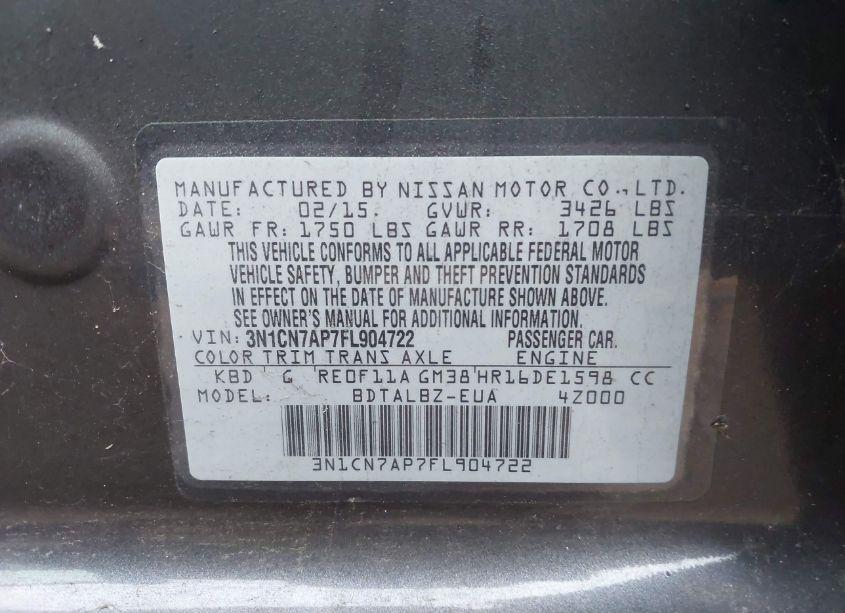 MANUFACTURED BY NISSAN MOTOR CO., LTD.
DATE: 02/15. GVWR: 3426 LBS
GAWR FR: 1750 LBS GAWR RR: 1708 LBS
THIS VEHICLE CONFORMS TO ALL APPLICABLE FEDERAL MOTOR
VEHICLE SAFETY, BUMPER AND THEFT PREVENTION STANDARDS
IN EFFECT ON THE DATE OF MANUFACTURE SHOWN ABOVE.
SEE OWNER'S MANUAL FOR ADDITIONAL INFORMATION.
VIN: 3N1CN7AP7FL904722 PASSENGER CAR.
COLOR TRIM TRANS AXLE ENGINE
KBD G RE0F11A GM38 HR16DE1598 CC
MODEL: BDTALBZ-EUA 4Z000
3N1CN7AP7FL904722